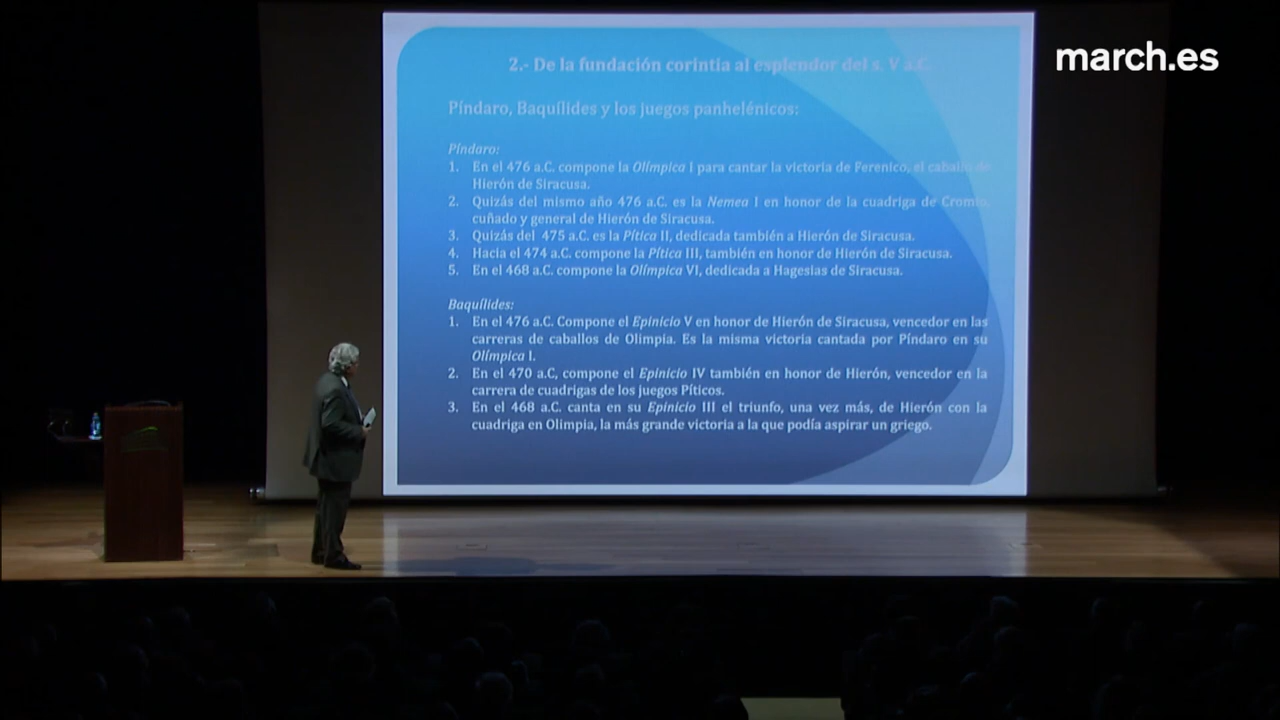 march.es
2.- De la fundación corintia al esplendor del s. V a.C.
Píndaro, Baquílides y los juegos panhelénicos:
Píndaro:
1. En el 476 a.C. compone la Olímpica I para cantar la victoria de Ferenico, el caballo de
Hierón de Siracusa.
2. Quizás del mismo año 476 a.C. es la Nemea I en honor de la cuadriga de Cromio,
cuñado y general de Hierón de Siracusa.
3. Quizás del 475 a.C. es la Pítica II, dedicada también a Hierón de Siracusa.
4. Hacia el 474 a.C. compone la Pítica III, también en honor de Hierón de Siracusa.
5. En el 468 a.C. compone la Olímpica VI, dedicada a Hagesias de Siracusa.
Baquílides:
1. En el 476 a.C. Compone el Epinicio V en honor de Hierón de Siracusa, vencedor en las
carreras de caballos de Olimpia. Es la misma victoria cantada por Píndaro en su
Olímpica I.
2. En el 470 a.C, compone el Epinicio IV también en honor de Hierón, vencedor en la
carrera de cuadrigas de los juegos Píticos.
3. En el 468 a.C. canta en su Epinicio III el triunfo, una vez más, de Hierón con la
cuadriga en Olimpia, la más grande victoria a la que podía aspirar un griego.